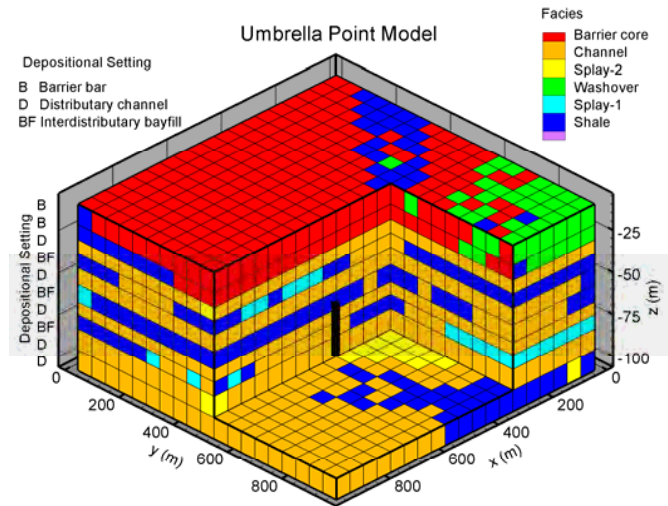 Umbrella Point Model
Facies
Barrier core
Channel
Splay-2
Washover
Splay-1
Shale
Depositional Setting
B Barrier bar
D Distributary channel
BF Interdistributary bayfill
Depositional Setting
B
B
D
BF
D
BF
D
BF
D
D
-25
-50
-75
-100
z (m)
0
200
400
600
800
y (m)
0
200
400
600
800
x (m)